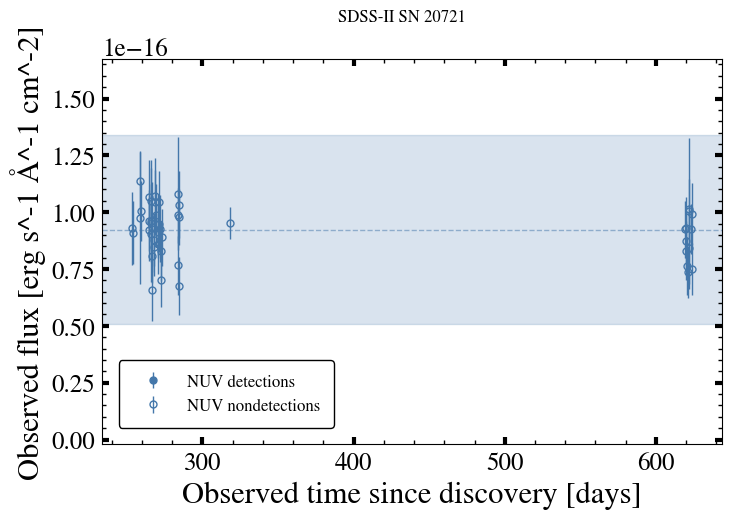 SDSS-II SN 20721
1e−16
Observed flux [erg s^-1 Å^-1 cm^-2]
1.50
1.25
1.00
0.75
0.50
0.25
0.00
NUV detections
NUV nondetections
300
400
500
600
Observed time since discovery [days]